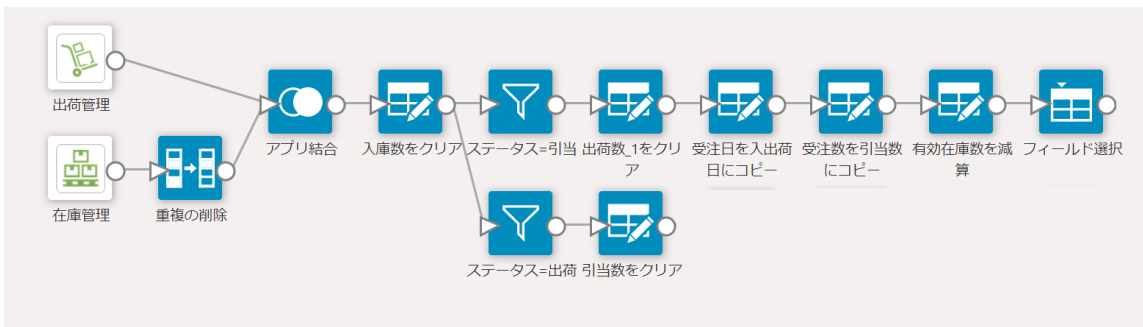 出荷管理
在庫管理
重複の削除
アプリ結合
入庫数をクリア
ステータス=引当
出荷数_1をクリ
ア
受注日を入出荷
日にコピー
受注数を引当数
にコピー
有効在庫数を減
算
フィールド選択
ステータス=出荷
引当数をクリア